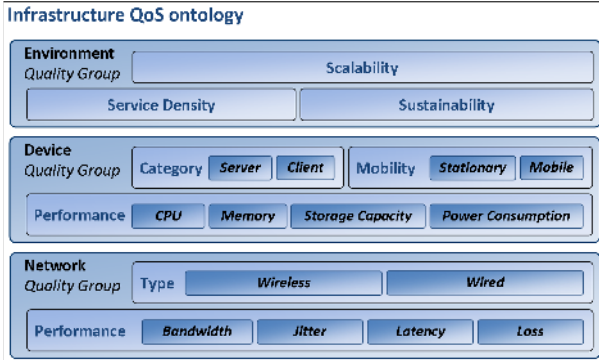 Infrastructure QoS ontology
Environment
Quality Group
Scalability
Service Density Sustainability
Device
Quality Group
Category Server Client Mobility Stationary Mobile
Performance CPU Memory Storage Capacity Power Consumption
Network
Quality Group
Type Wireless Wired
Performance Bandwidth Jitter Latency Loss